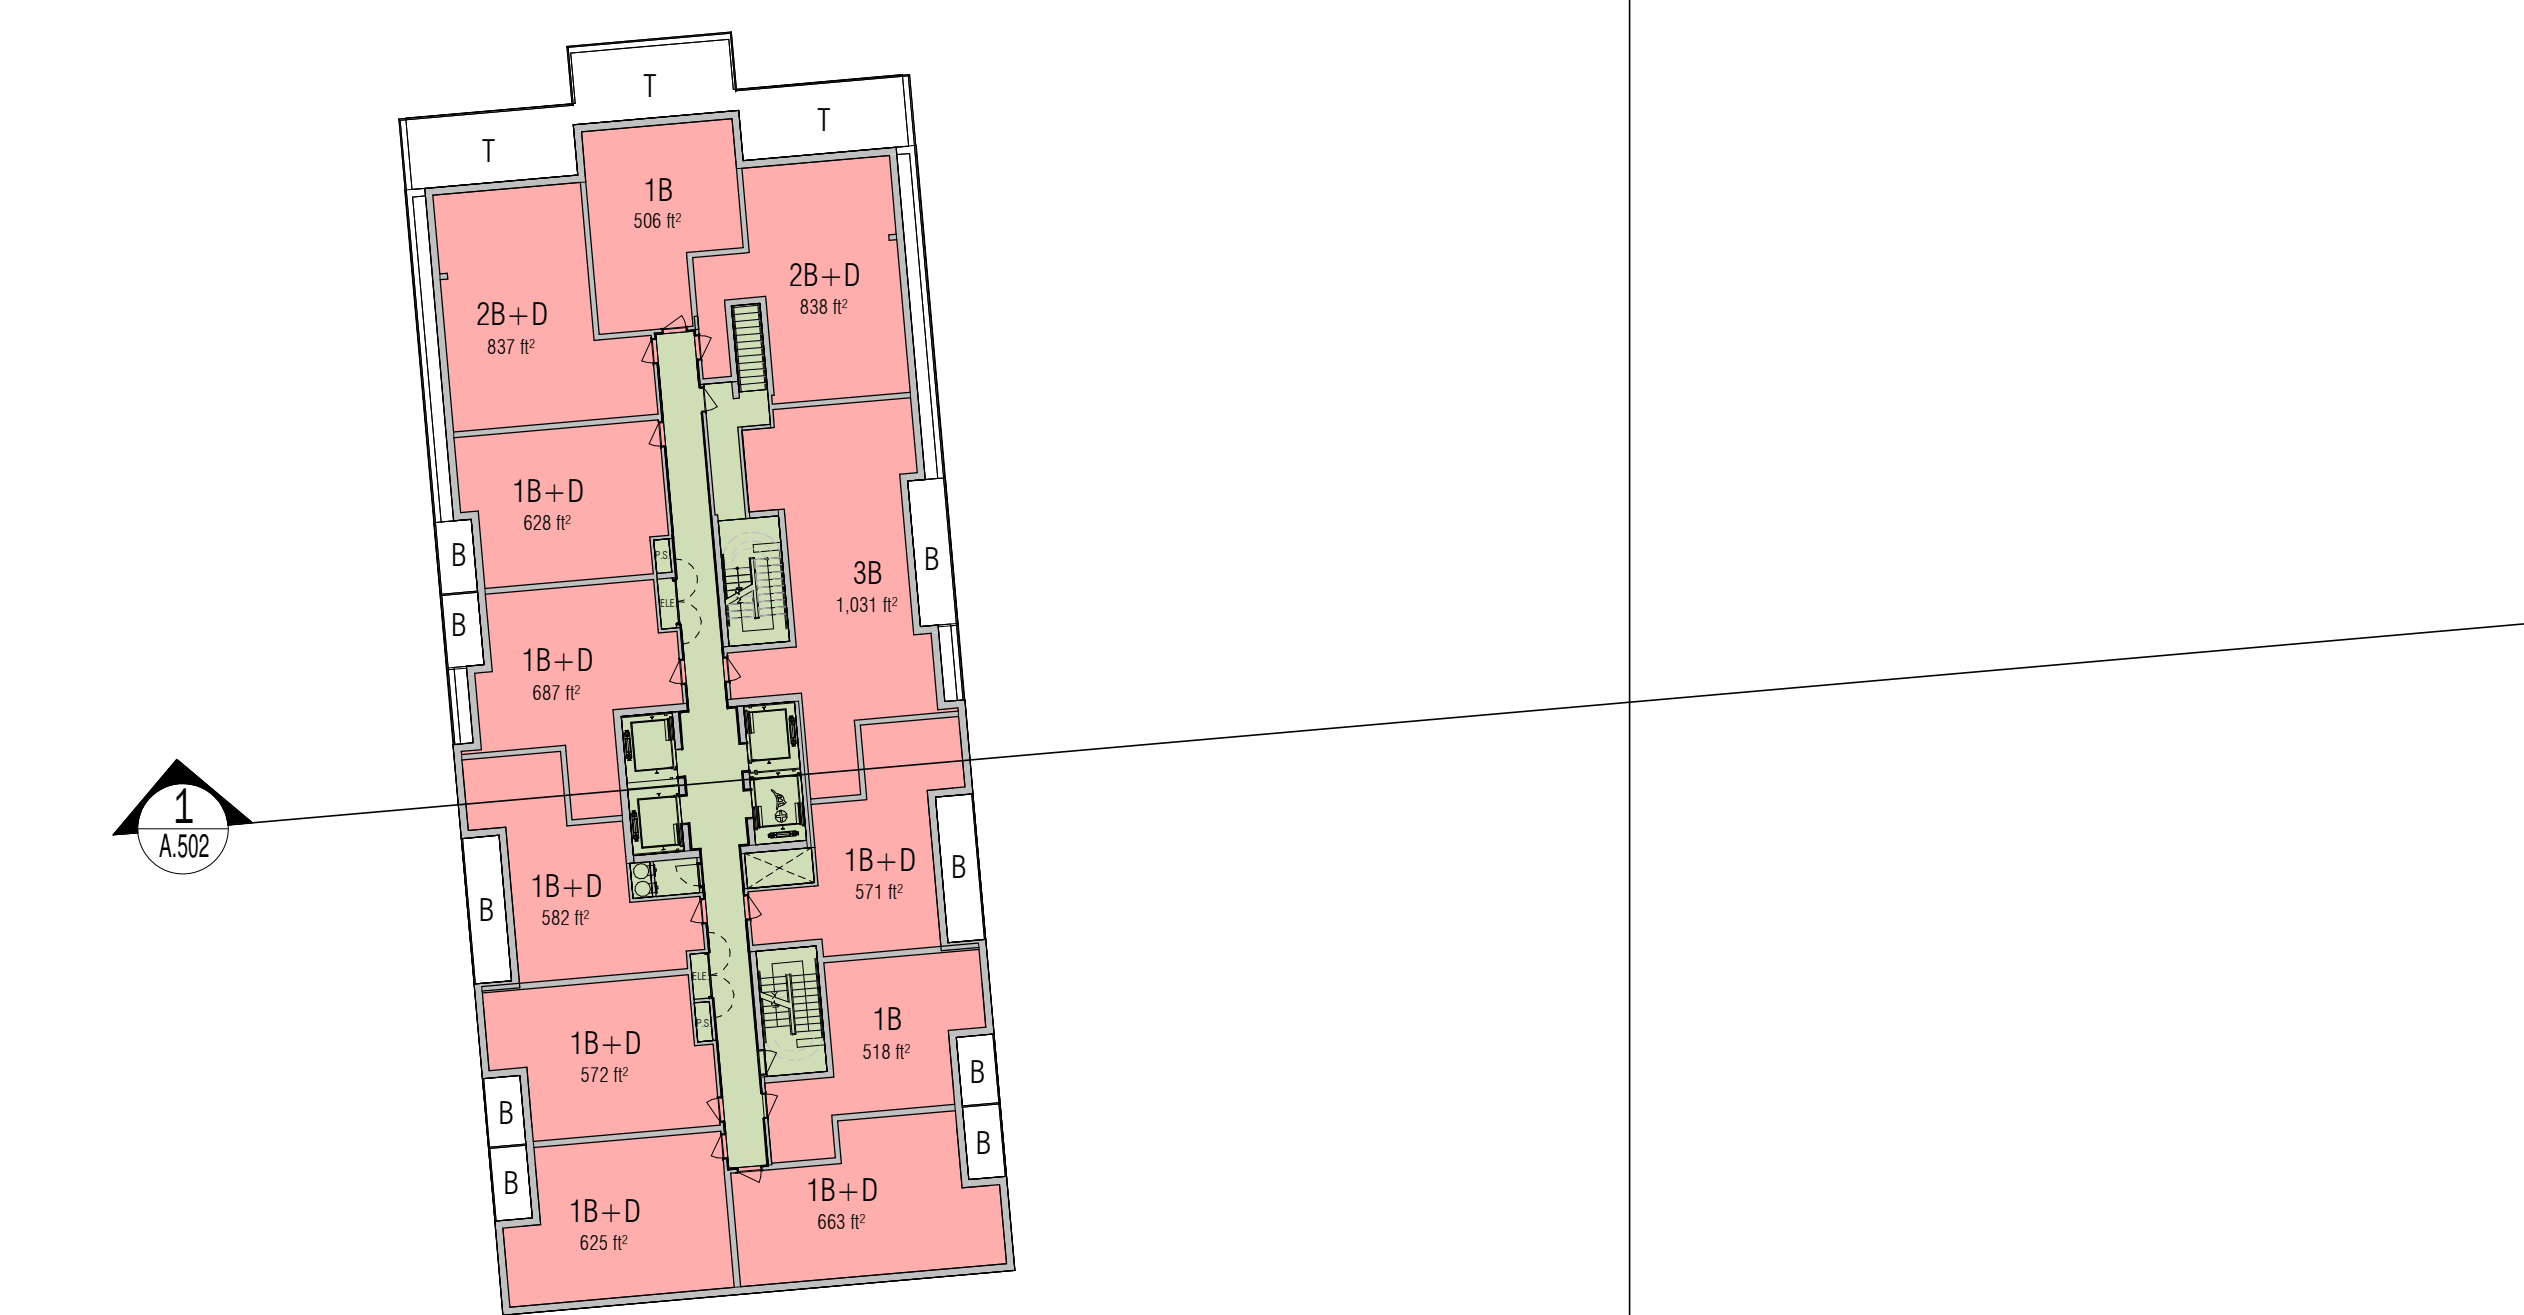 T
T
T
1B
506 ft²
2B+D
838 ft²
2B+D
837 ft²
1B+D
628 ft²
P.S.
B
B
3B
1,031 ft²
ELE.
B
1B+D
687 ft²
1
A.502
1B+D
571 ft²
B
1B+D
582 ft²
B
ELE.
P.S.
1B
518 ft²
1B+D
572 ft²
B
B
B
B
1B+D
663 ft²
1B+D
625 ft²